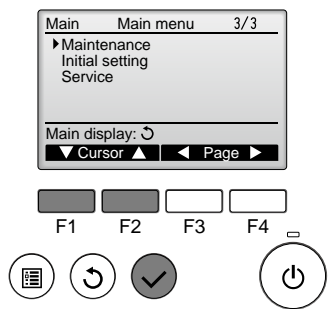 Main Main menu 3/3
Maintenance
Initial setting
Service
Main display:
Cursor Page
F1 F2 F3 F4